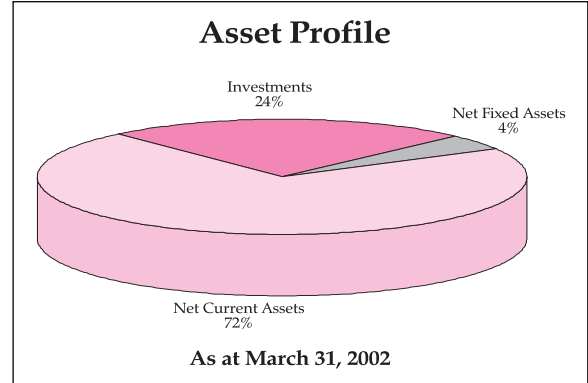 Asset Profile
Investments
24%
Net Fixed Assets
4%
Net Current Assets
72%
As at March 31, 2002